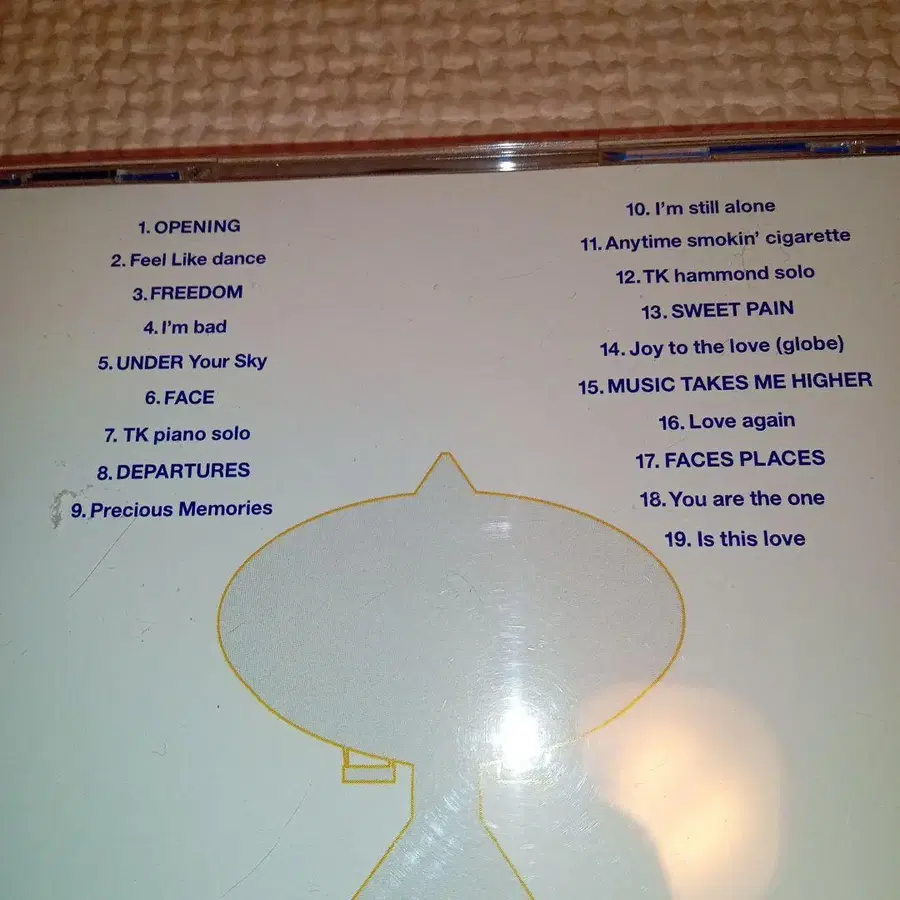 1. OPENING
2. Feel Like dance
3. FREEDOM
4. I'm bad
5. UNDER Your Sky
6. FACE
7. TK piano solo
8. DEPARTURES
9. Precious Memories
10. I'm still alone
11. Anytime smokin' cigarette
12. TK hammond solo
13. SWEET PAIN
14. Joy to the love (globe)
15. MUSIC TAKES ME HIGHER
16. Love again
17. FACES PLACES
18. You are the one
19. Is this love